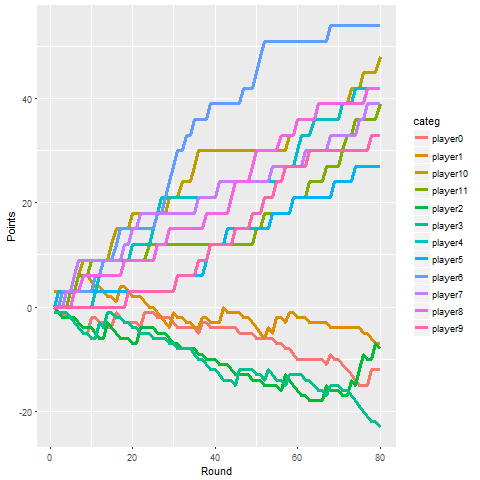 Points
40
20
0
-20
0
20
40
60
80
Round
categ
player0
player1
player10
player11
player2
player3
player4
player5
player6
player7
player8
player9